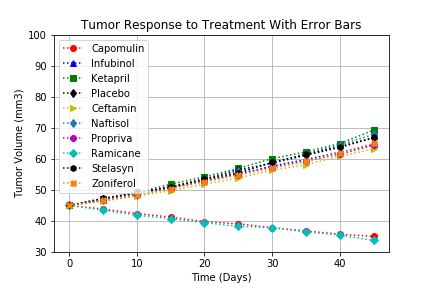 Tumor Response to Treatment With Error Bars
100
90
80
70
60
50
40
30
Tumor Volume (mm3)
Capomulin
Infubinol
Ketapril
Placebo
Ceftamin
Naftisol
Propriva
Ramicane
Stelasyn
Zoniferol
0
10
20
30
40
Time (Days)